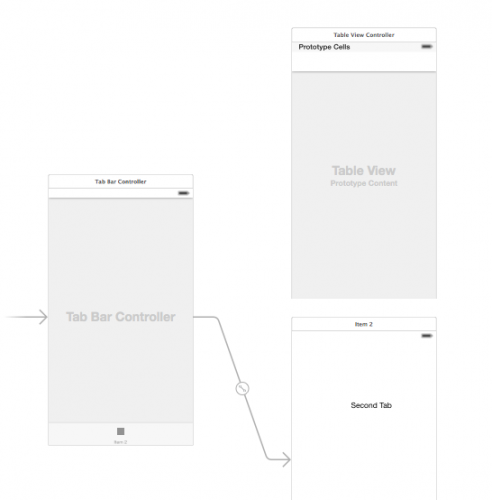 Table View Controller
Prototype Cells
Table View
Prototype Content
Tab Bar Controller
Tab Bar Controller
Item 2
Item 2
Second Tab